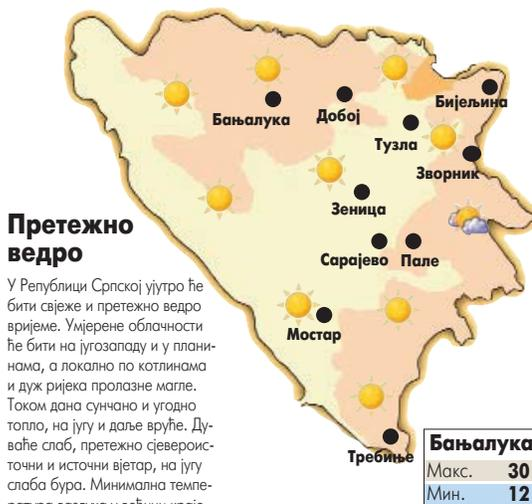 Бањалука
Добој
Бијељина
Тузла
Зворник
Зеница
Сарајево
Пале
Мостар
Требиње
Претежно
ведро
У Републици Српској ујутро ће
бити свјеже и претежно ведро
вријеме. Умјерене облачности
ће бити на југозападу и у плани-
нама, а локално по котлинама
и дуж ријека пролазне магле.
Током дана сунчано и угодно
топло, на југу и даље вруће. Ду-
ваће слаб, претежно сјевероис-
точни и источни вјетар, на југу
слаба бура. Минимална темпе-
Бањалука
Макс. 30
Мин. 12